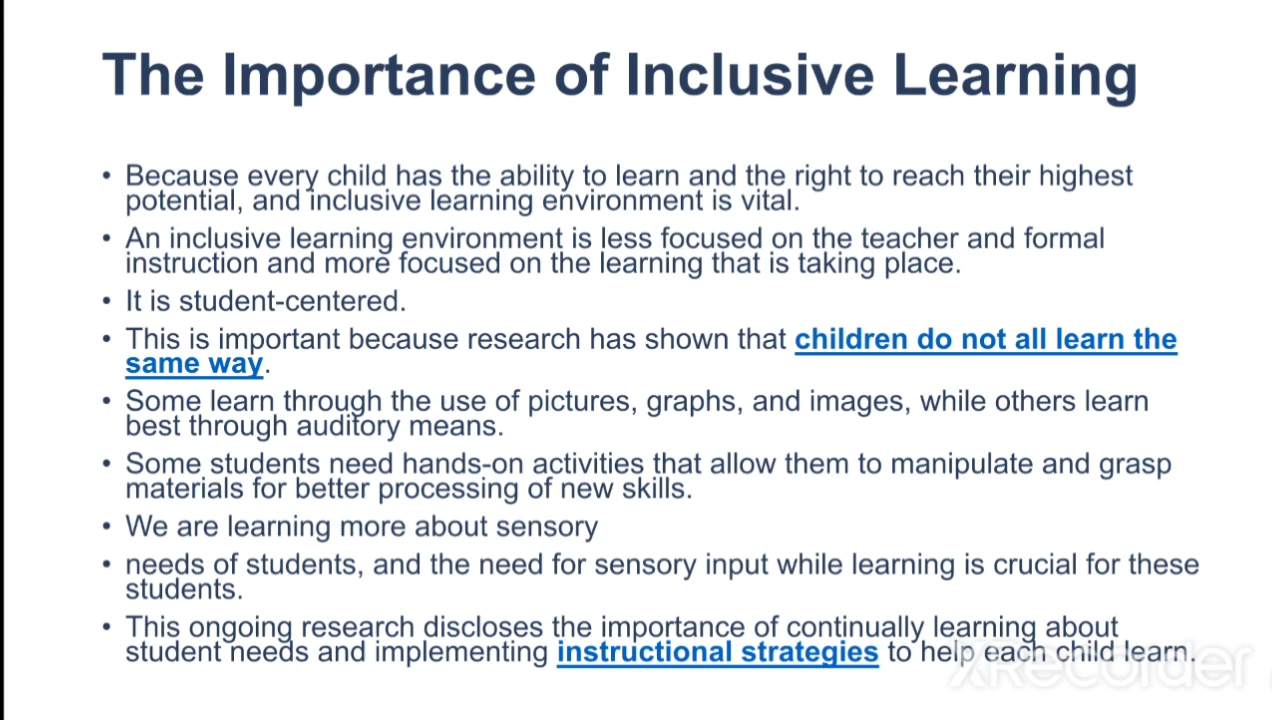 The Importance of Inclusive Learning
• Because every child has the ability to learn and the right to reach their highest
potential, and inclusive learning environment is vital.
• An inclusive learning environment is less focused on the teacher and formal
instruction and more focused on the learning that is taking place.
• It is student-centered.
• This is important because research has shown that children do not all learn the
same way.
• Some learn through the use of pictures, graphs, and images, while others learn
best through auditory means.
• Some students need hands-on activities that allow them to manipulate and grasp
materials for better processing of new skills.
• We are learning more about sensory
• needs of students, and the need for sensory input while learning is crucial for these
students.
• This ongoing research discloses the importance of continually learning about
student needs and implementing instructional strategies to help each child learn.
XRecorder